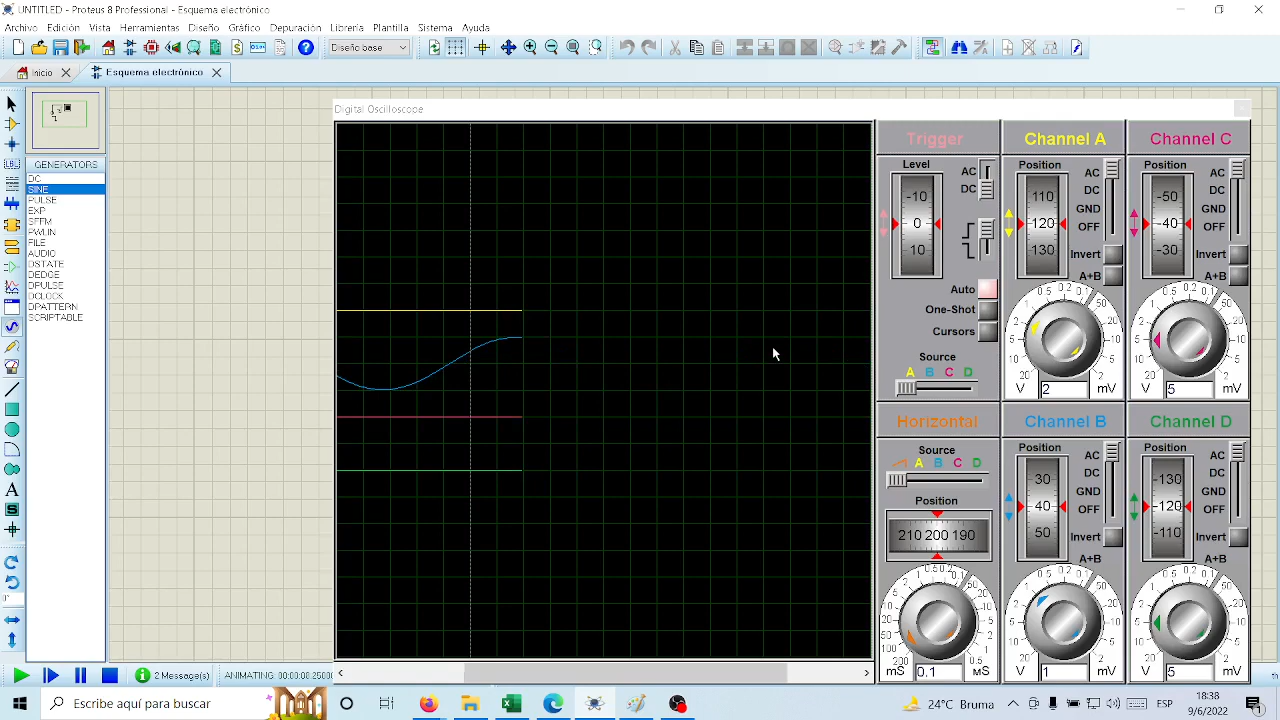 UNTITLED - Proteus 8 Professional - Esquema electrónico
Archivo Edición Vista Herramientas Diseño Gráfico Depuración Librería Plantilla Sistema Ayuda
Diseño base
Inicio
Esquema electrónico
GENERATORS
DC
SINE
PULSE
EXP
SFFM
PWLIN
FILE
AUDIO
DSTATE
DEDGE
DPULSE
DCLOCK
DPATTERN
SCRIPTABLE
Digital Oscilloscope
Trigger
Level
AC
DC
-10
0
10
Auto
One-Shot
Cursors
Source
A B C D
Channel A
Position
AC
DC
GND
OFF
110
120
130
Invert
A+B
V
2
mV
Channel C
Position
AC
DC
GND
OFF
-50
-40
-30
Invert
A+B
V
5
mV
Horizontal
Source
A B C D
Position
210 200 190
mS
0.1
µS
Channel B
Position
AC
DC
GND
OFF
30
40
50
Invert
A+B
V
1
mV
Channel D
Position
AC
DC
GND
OFF
-130
-120
-110
Invert
A+B
V
5
mV
2 Message(s)
ANIMATING: 00:00:00.2500
Escribe aquí para buscar
24°C Bruma
ESP
18:38
9/6/2022